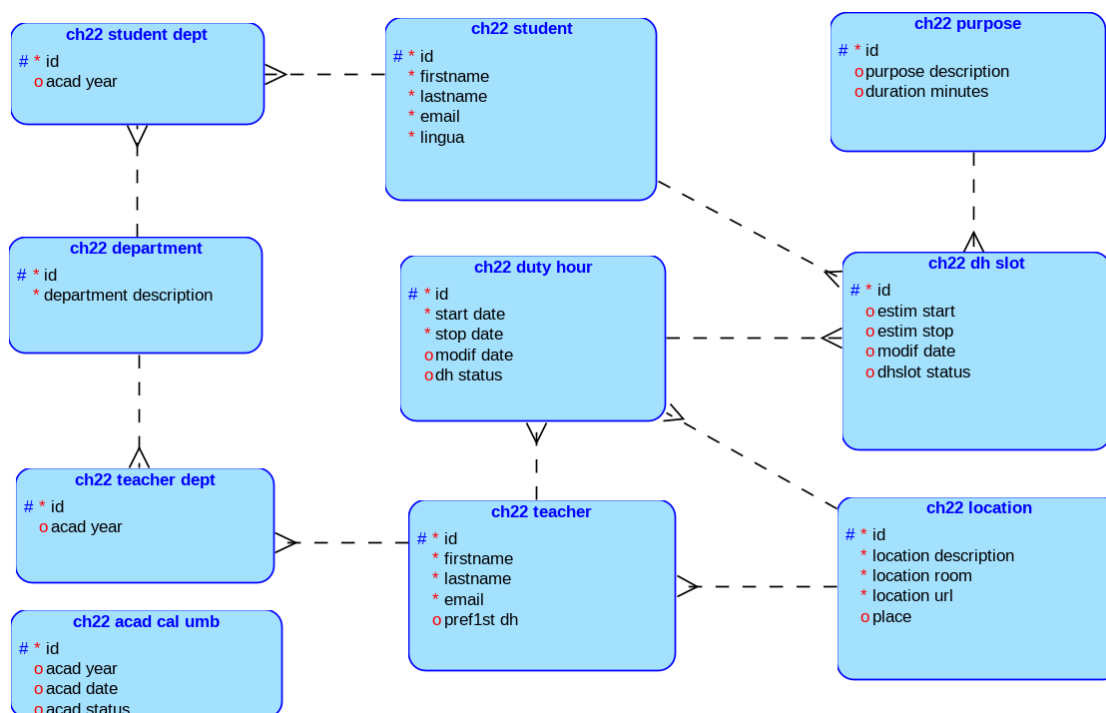 ch22 student dept
# * id
o acad year
ch22 student
# * id
* firstname
* lastname
* email
* lingua
ch22 purpose
# * id
o purpose description
o duration minutes
ch22 department
# * id
* department description
ch22 duty hour
# * id
* start date
* stop date
o modif date
o dh status
ch22 dh slot
# * id
o estim start
o estim stop
o modif date
o dhslot status
ch22 teacher dept
# * id
o acad year
ch22 teacher
# * id
* firstname
* lastname
* email
o pref1st dh
ch22 location
# * id
* location description
* location room
* location url
o place
ch22 acad cal umb
# * id
o acad year
o acad date
o acad status